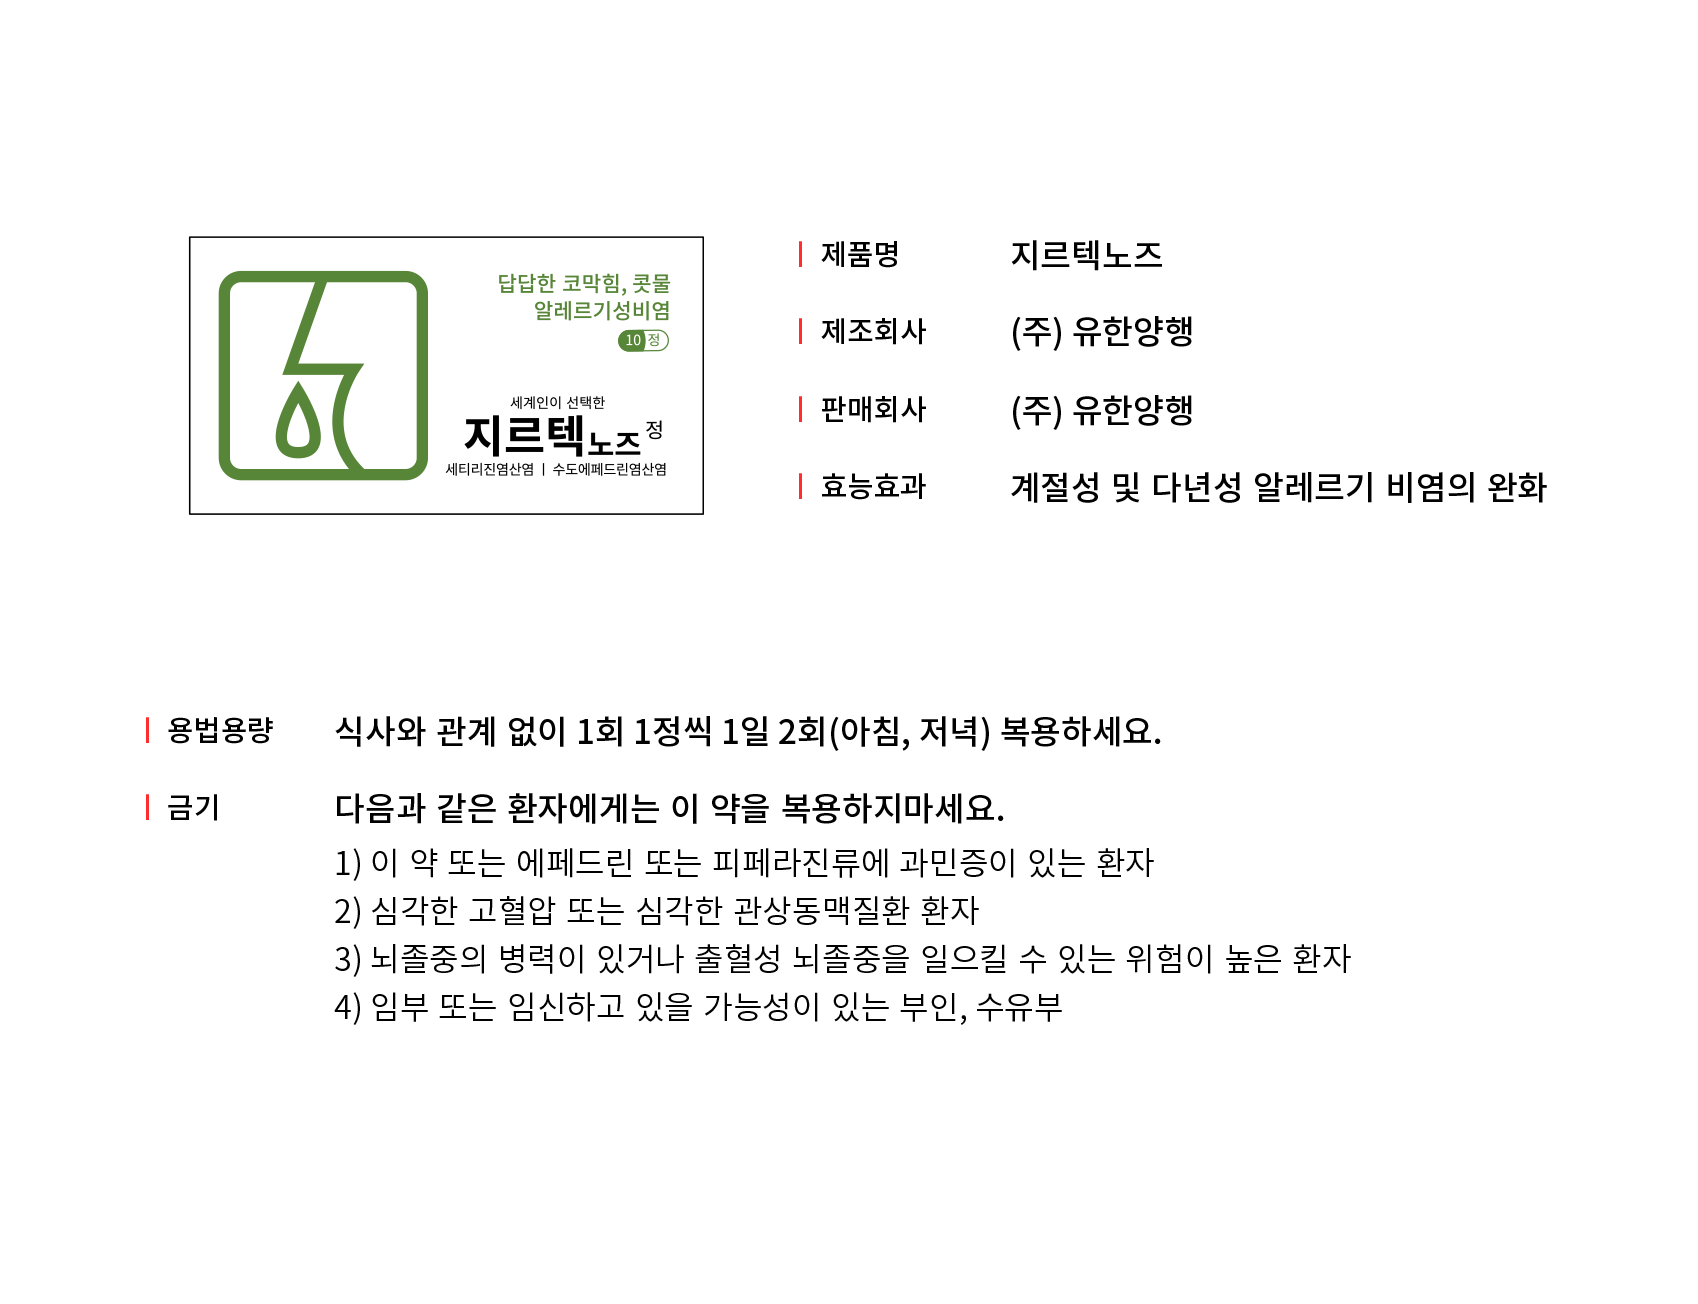 답답한 코막힘, 콧물
알레르기성비염
10 정
세계인이 선택한
지르텍노즈 정
세티리진염산염 | 수도에페드린염산염
제품명 지르텍노즈
제조회사 (주) 유한양행
판매회사 (주) 유한양행
효능효과 계절성 및 다년성 알레르기 비염의 완화
용법용량 식사와 관계 없이 1회 1정씩 1일 2회(아침, 저녁) 복용하세요.
금기 다음과 같은 환자에게는 이 약을 복용하지마세요.
1) 이 약 또는 에페드린 또는 피페라진류에 과민증이 있는 환자
2) 심각한 고혈압 또는 심각한 관상동맥질환 환자
3) 뇌졸중의 병력이 있거나 출혈성 뇌졸중을 일으킬 수 있는 위험이 높은 환자
4) 임부 또는 임신하고 있을 가능성이 있는 부인, 수유부